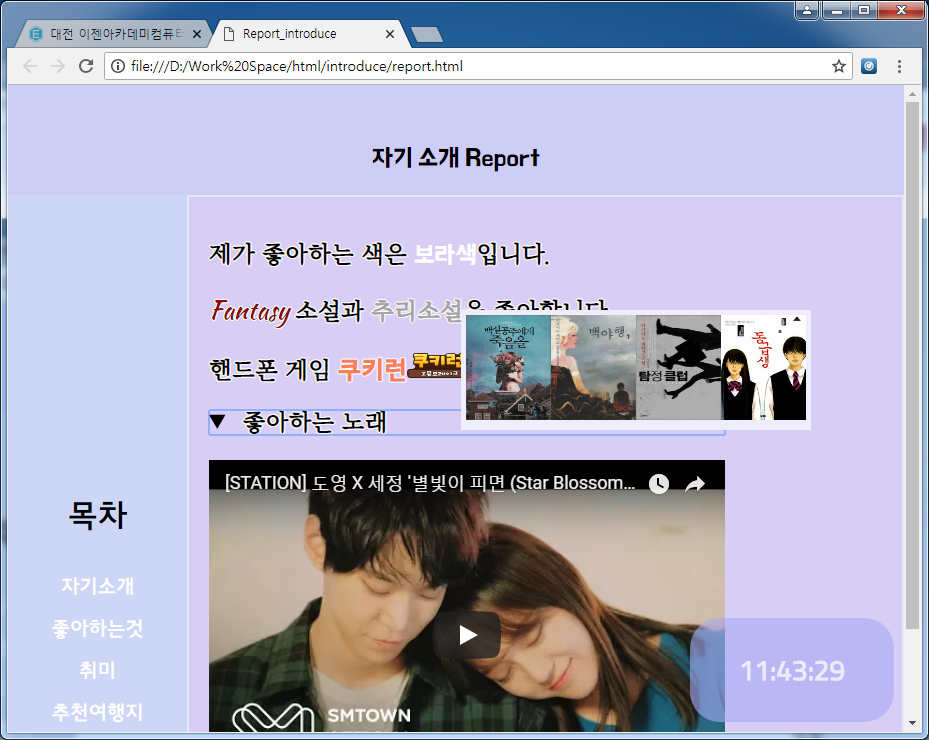 대전 이젠아카데미컴퓨터
Report_introduce
file:///D:/Work%20Space/html/introduce/report.html
자기 소개 Report
제가 좋아하는 색은 보라색입니다.
Fantasy 소설과 추리소설을 좋아합니다
백설공주에게
죽음을
백야행 1
탐정 클럽
동급생
핸드폰 게임 쿠키런
쿠키런
좋아하는 노래
[STATION] 도영 X 세정 '별빛이 피면 (Star Blossom...
SMTOWN
목차
자기소개
좋아하는것
취미
추천여행지
11:43:29